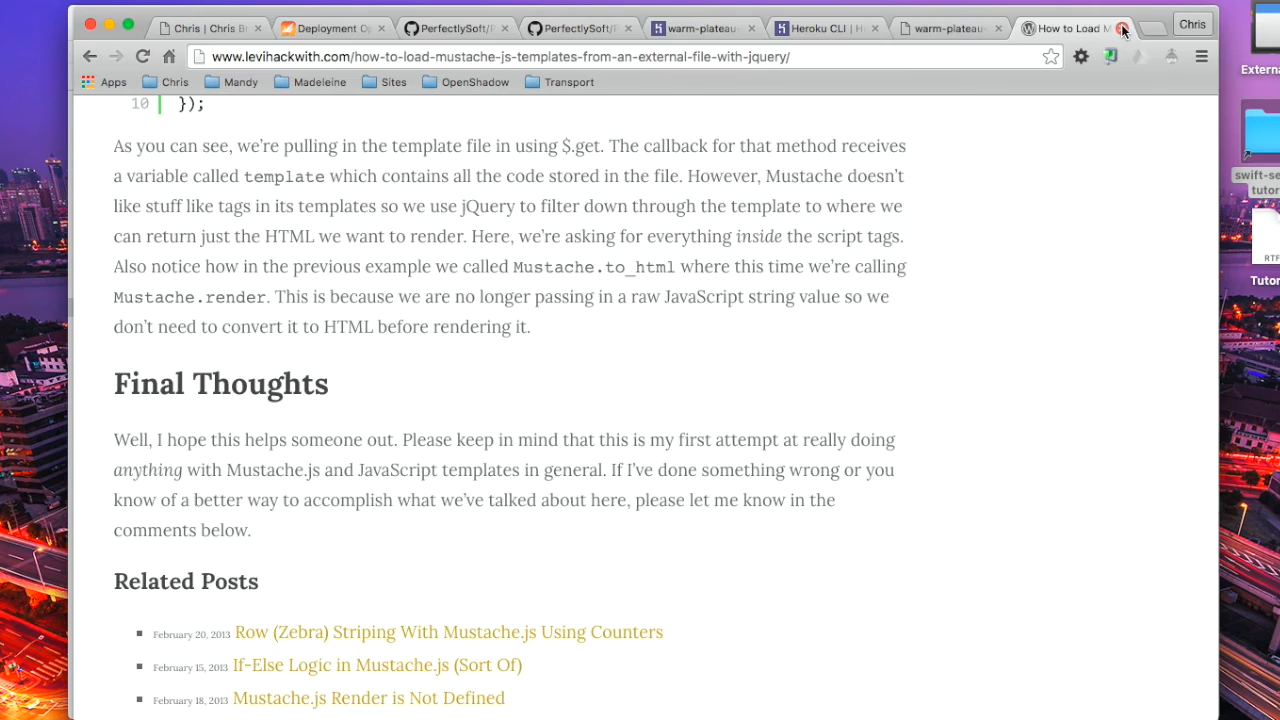 Chris | Chris B
Deployment Op
PerfectlySoft/
PerfectlySoft/F
warm-plateau
Heroku CLI | H
warm-plateau
How to Load M
Chris
www.levihackwith.com/how-to-load-mustache-js-templates-from-an-external-file-with-jquery/
Apps Chris Mandy Madeleine Sites OpenShadow Transport
10 });
As you can see, we’re pulling in the template file in using $.get. The callback for that method receives
a variable called template which contains all the code stored in the file. However, Mustache doesn’t
like stuff like tags in its templates so we use jQuery to filter down through the template to where we
can return just the HTML we want to render. Here, we’re asking for everything inside the script tags.
Also notice how in the previous example we called Mustache.to_html where this time we’re calling
Mustache.render. This is because we are no longer passing in a raw JavaScript string value so we
don’t need to convert it to HTML before rendering it.
Final Thoughts
Well, I hope this helps someone out. Please keep in mind that this is my first attempt at really doing
anything with Mustache.js and JavaScript templates in general. If I’ve done something wrong or you
know of a better way to accomplish what we’ve talked about here, please let me know in the
comments below.
Related Posts
February 20, 2013 Row (Zebra) Striping With Mustache.js Using Counters
February 15, 2013 If-Else Logic in Mustache.js (Sort Of)
February 18, 2013 Mustache.js Render is Not Defined
Externa
swift-se
tutor
RTF
Tutor